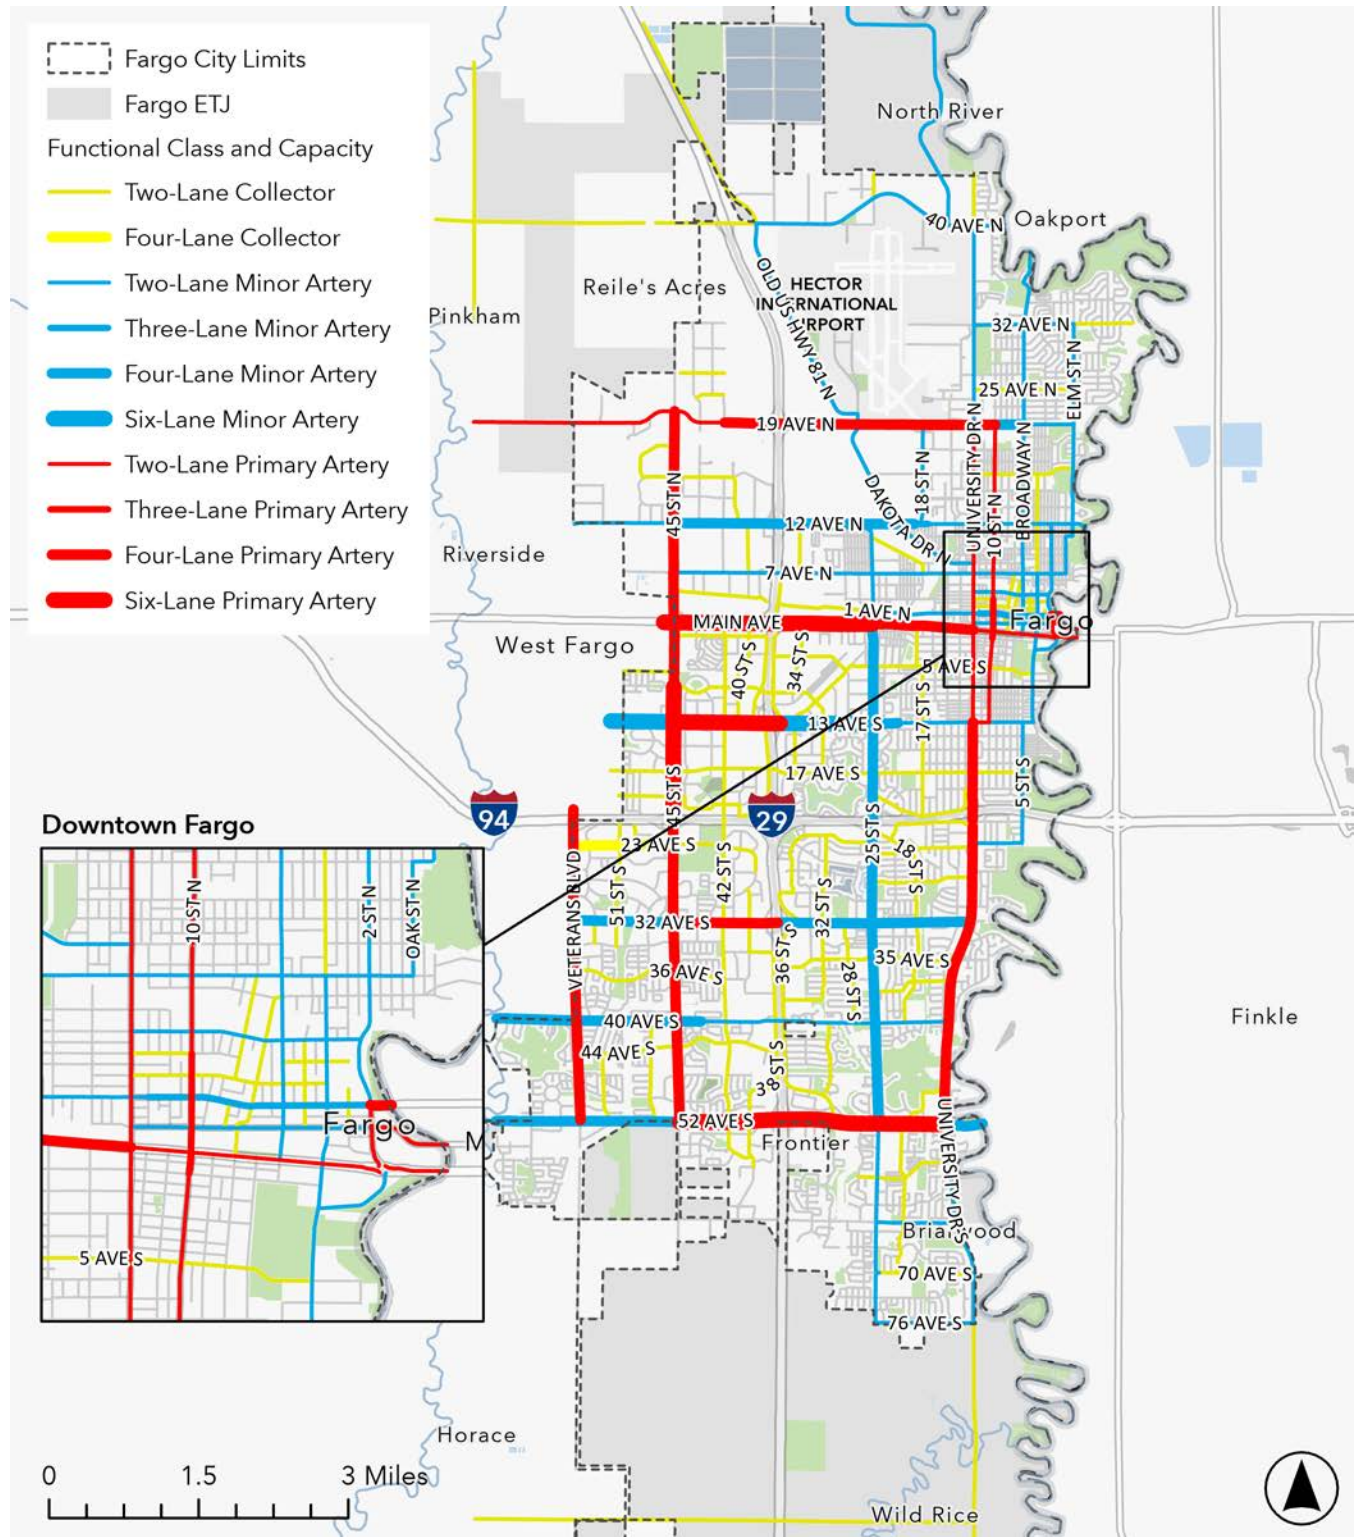 Fargo City Limits
Fargo ETJ
Functional Class and Capacity
Two-Lane Collector
Four-Lane Collector
Two-Lane Minor Artery
Three-Lane Minor Artery
Four-Lane Minor Artery
Six-Lane Minor Artery
Two-Lane Primary Artery
Three-Lane Primary Artery
Four-Lane Primary Artery
Six-Lane Primary Artery
North River
40 AVE N
Oakport
Reile's Acres
HECTOR
INTERNATIONAL
AIRPORT
OLD US HWY 81 N
Pinkham
32 AVE N
25 AVE N
ELM ST N
19 AVE N
UNIVERSITY DR N
BROADWAY N
10 ST N
18 ST N
45 ST N
DAKOTA DR N
12 AVE N
Riverside
7 AVE N
1 AVE N
MAIN AVE
Fargo
West Fargo
40 ST S
34 ST S
5 AVE S
17 ST S
13 AVE S
17 AVE S
45 ST S
5 ST S
94
29
25 ST S
23 AVE S
18 ST S
42 ST S
51 ST S
32 ST S
VETERANS BLVD
32 AVE S
36 ST S
35 AVE S
36 AVE S
28 ST S
40 AVE S
44 AVE S
38 ST S
52 AVE S
Frontier
UNIVERSITY DR S
Briarwood
70 AVE S
76 AVE S
Finkle
Horace
Wild Rice
Downtown Fargo
10 ST N
2 ST N
OAK ST N
Fargo
M
5 AVE S
0 1.5 3 Miles